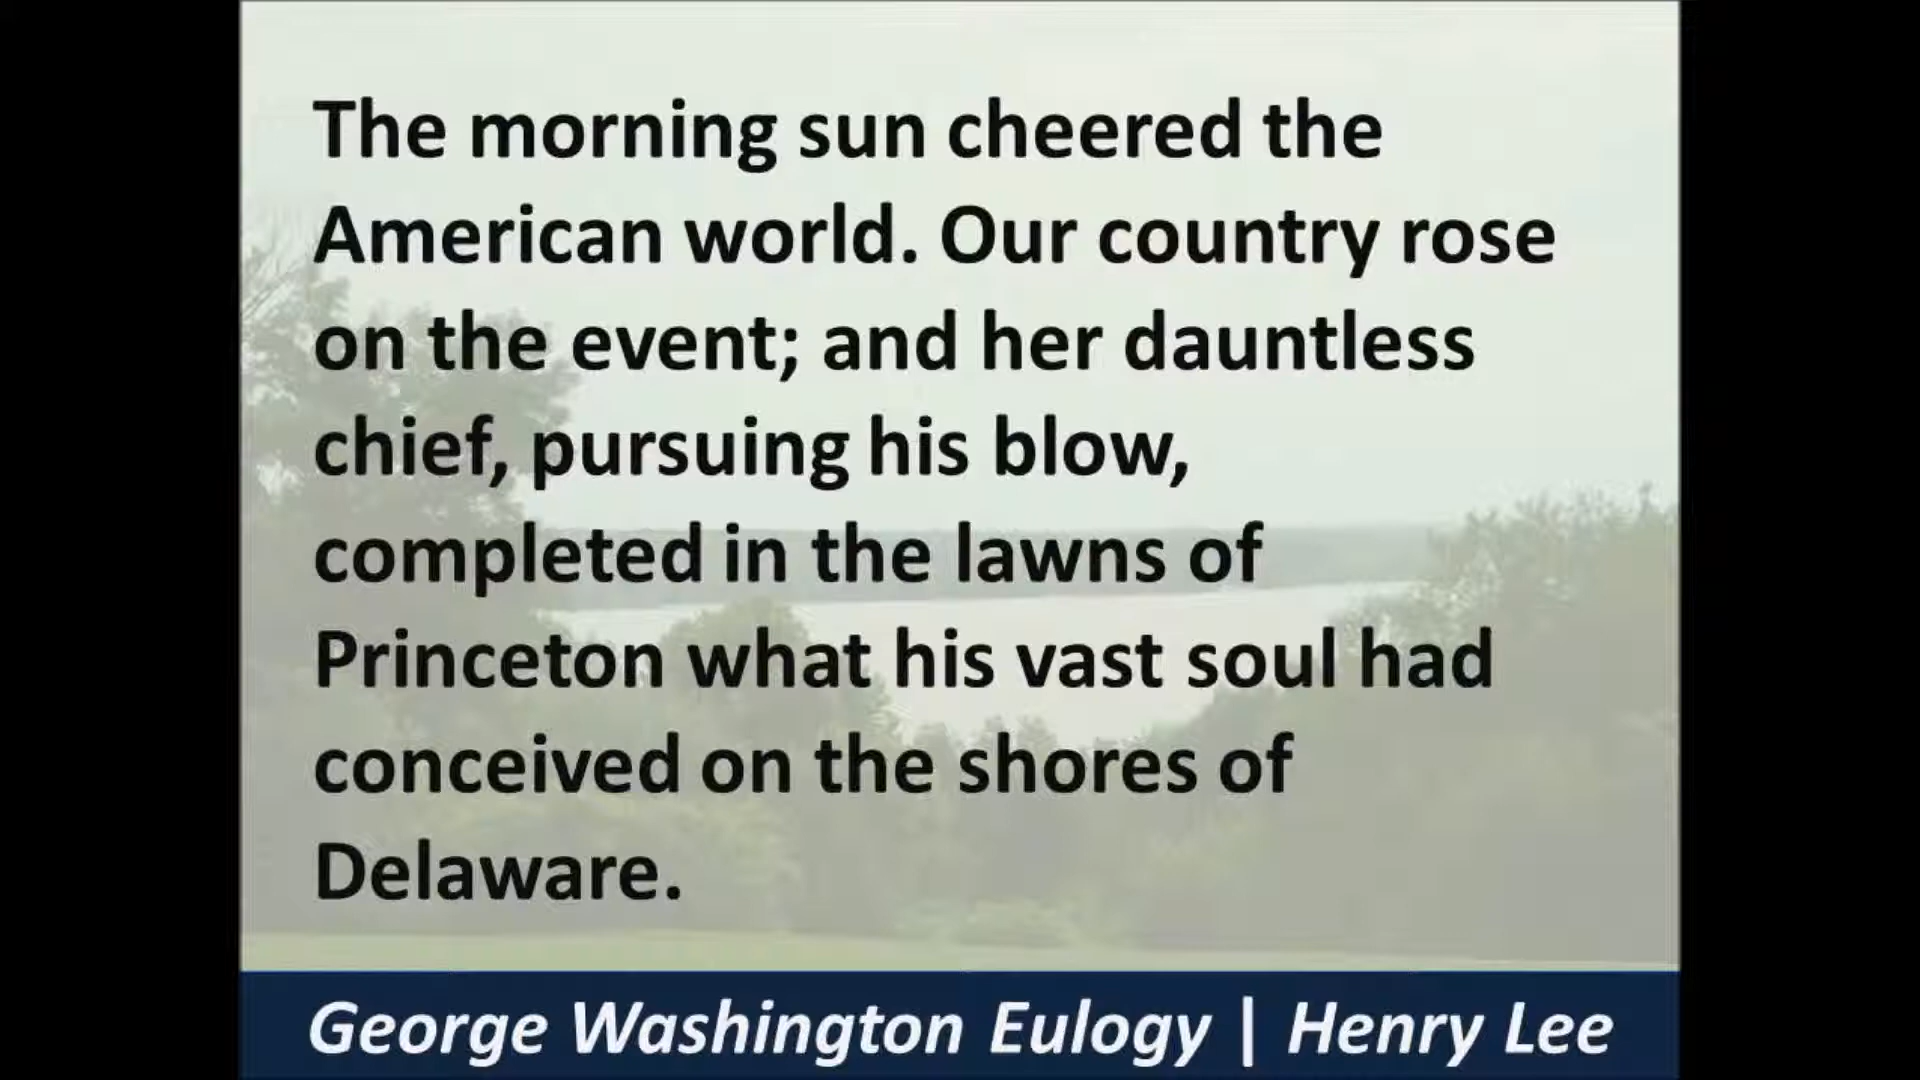 The morning sun cheered the
American world. Our country rose
on the event; and her dauntless
chief, pursuing his blow,
completed in the lawns of
Princeton what his vast soul had
conceived on the shores of
Delaware.
George Washington Eulogy | Henry Lee